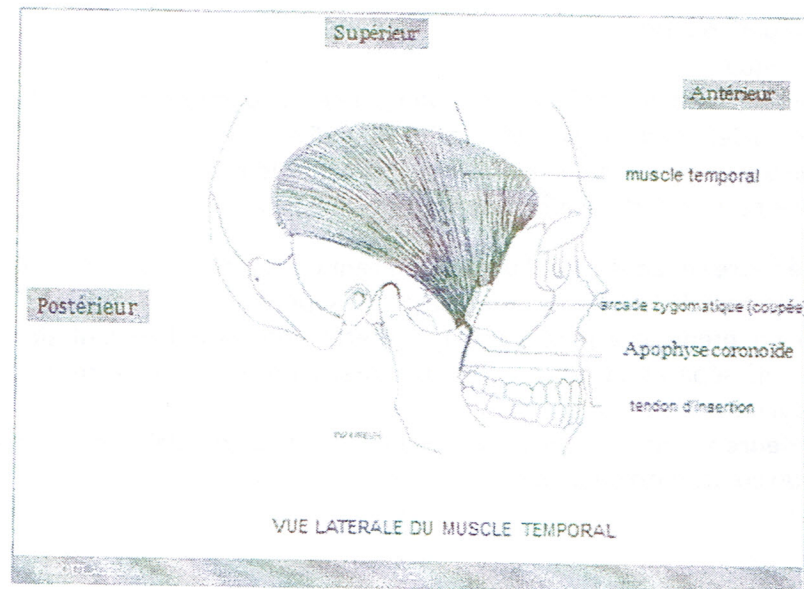 Supérieur
Antérieur
muscle temporal
Postérieur
arcade zygomatique (coupée)
Apophyse coronoïde
tendon d'insertion
VUE LATERALE DU MUSCLE TEMPORAL